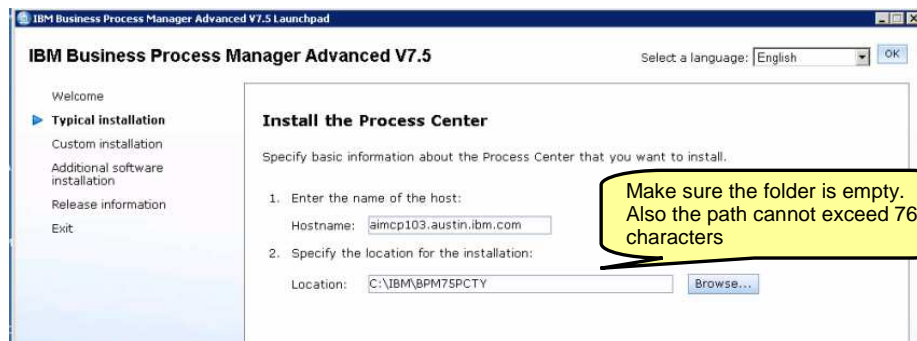 IBM Business Process Manager Advanced V7.5 Launchpad
IBM Business Process Manager Advanced V7.5
Select a language: English
OK
Welcome
Typical installation
Custom installation
Additional software
installation
Release information
Exit
Install the Process Center
Specify basic information about the Process Center that you want to install.
1. Enter the name of the host:
Hostname: aimcp103.austin.ibm.com
2. Specify the location for the installation:
Location: C:\IBM\BPM75PCTY
Browse...
Make sure the folder is empty.
Also the path cannot exceed 76
characters